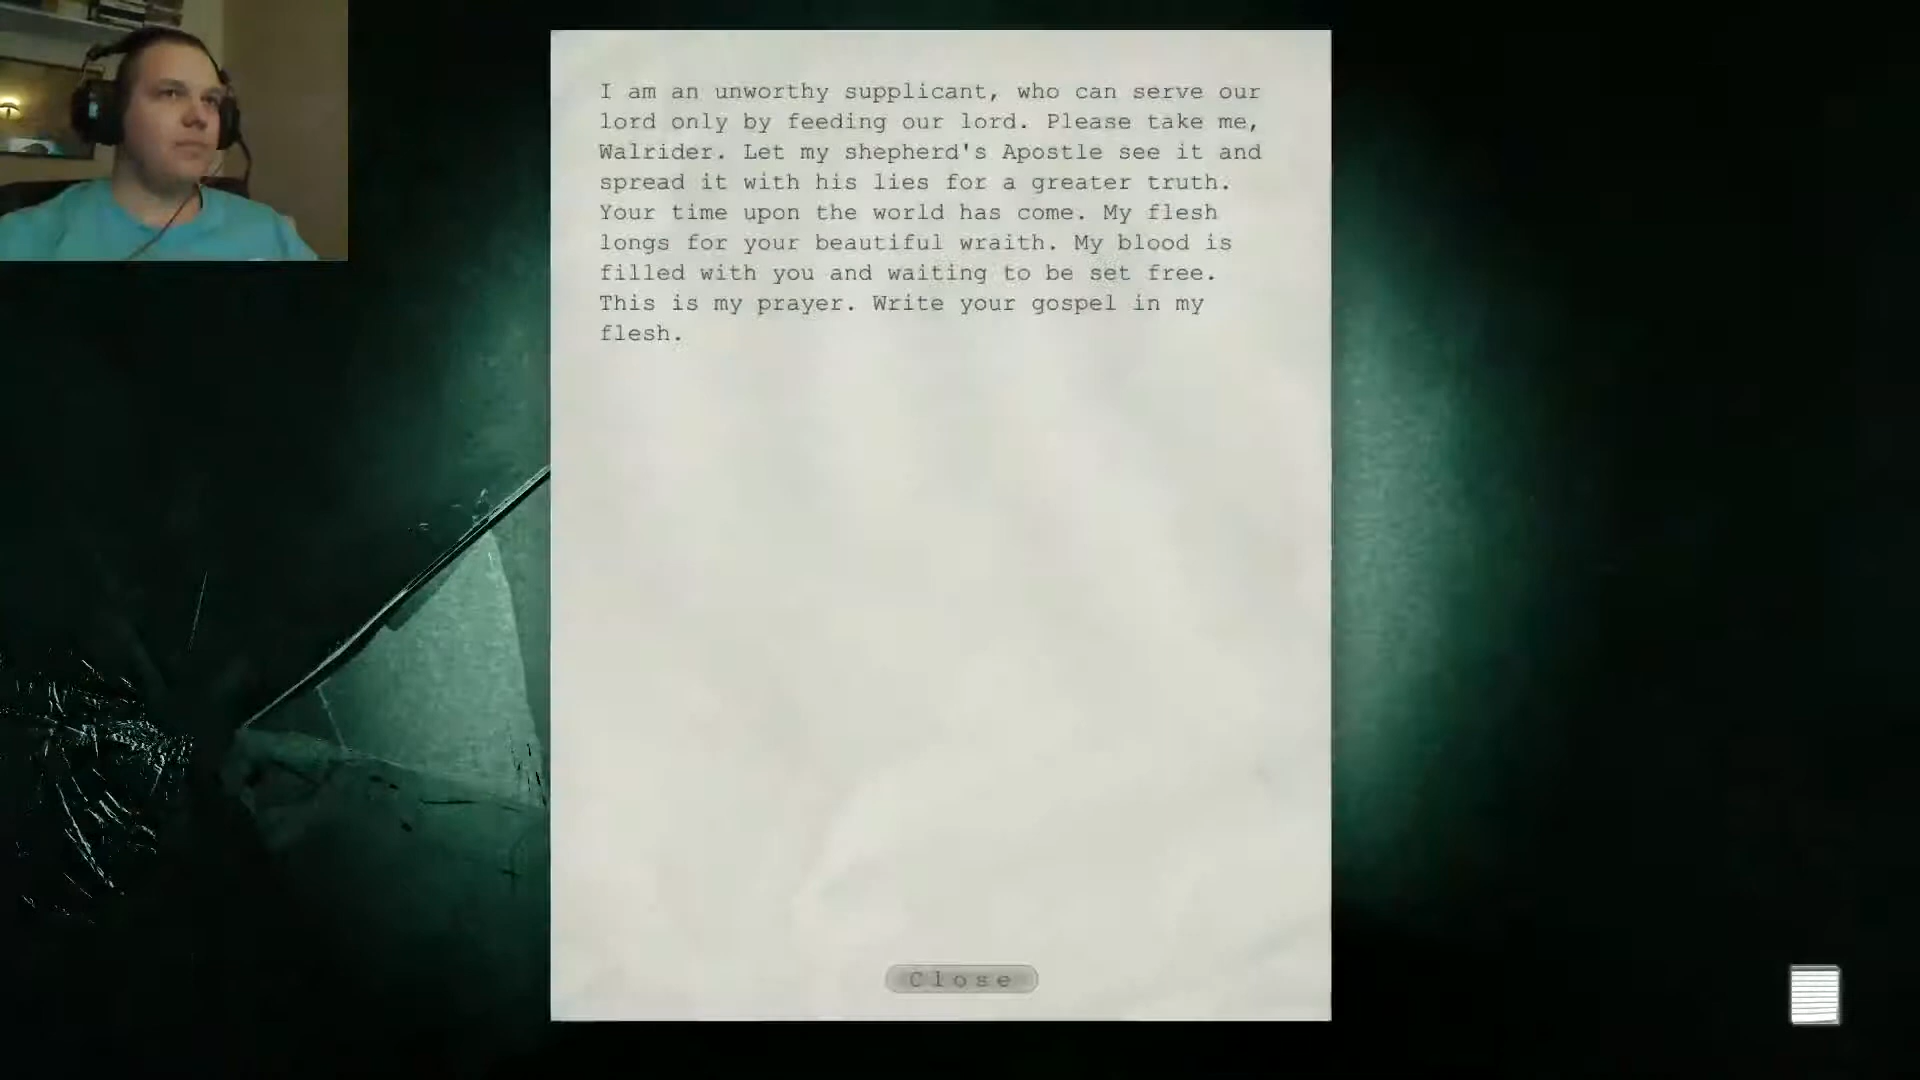 I am an unworthy supplicant, who can serve our
lord only by feeding our lord. Please take me,
Walrider. Let my shepherd's Apostle see it and
spread it with his lies for a greater truth.
Your time upon the world has come. My flesh
longs for your beautiful wraith. My blood is
filled with you and waiting to be set free.
This is my prayer. Write your gospel in my
flesh.
Close